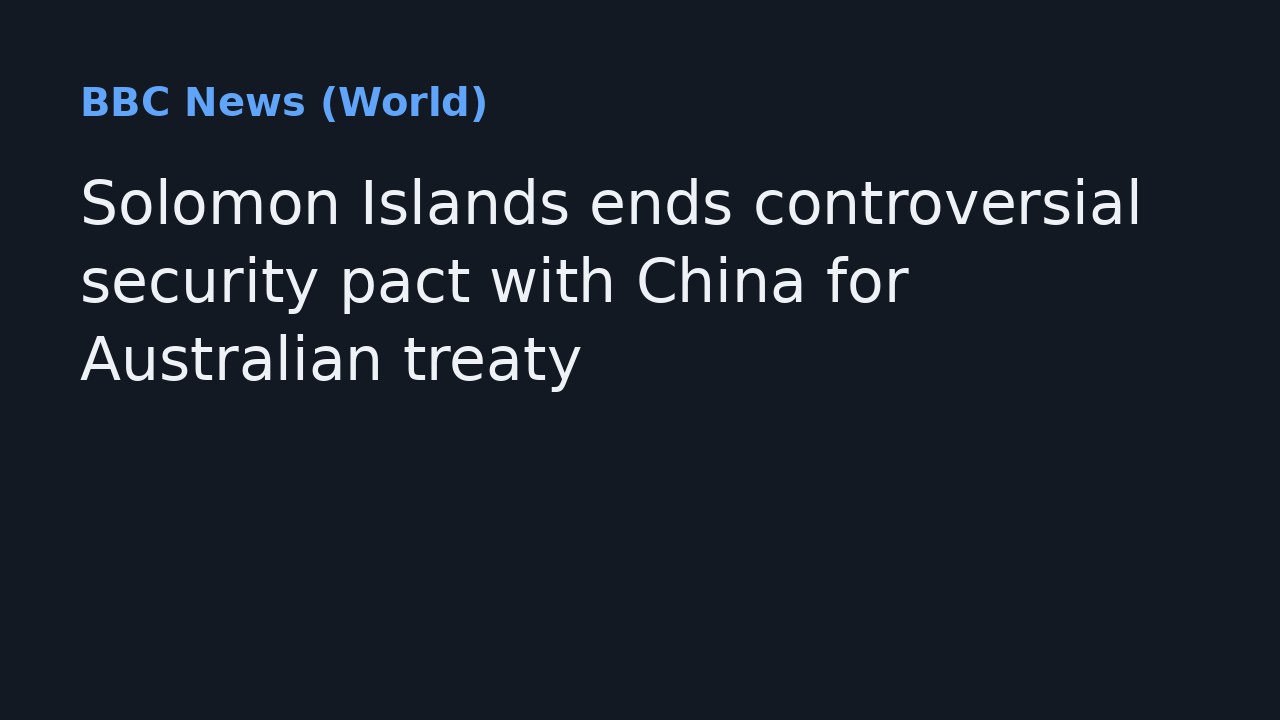 BBC News (World)
Solomon Islands ends controversial
security pact with China for
Australian treaty